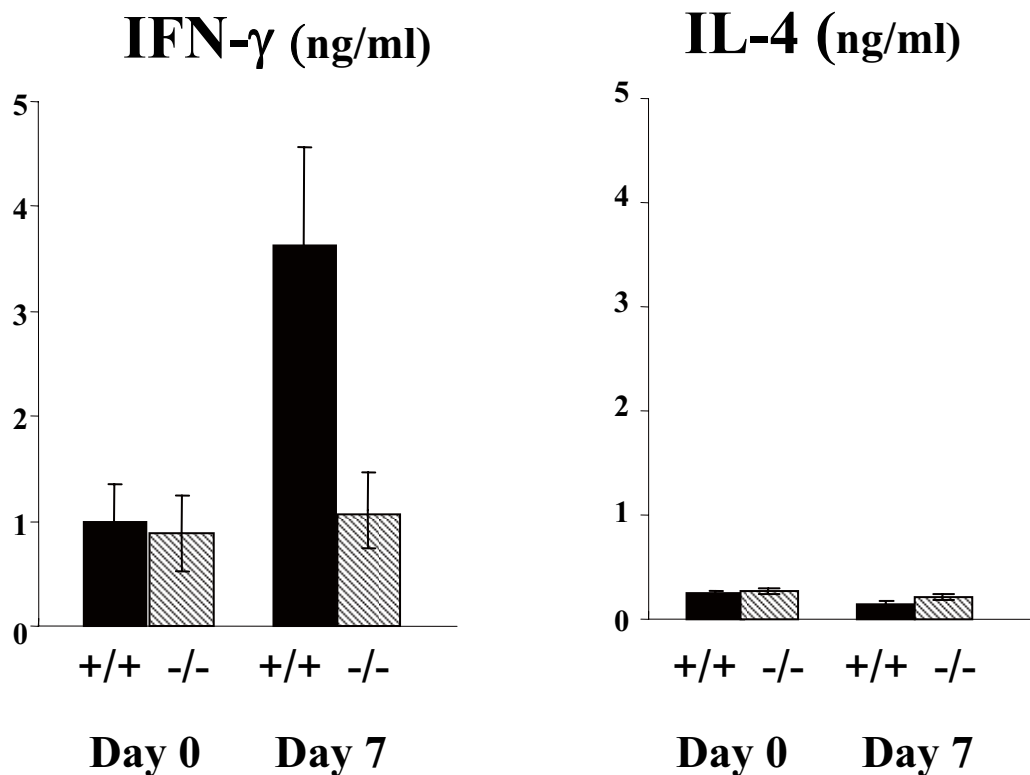 IFN-γ (ng/ml)
5
4
3
2
1
0
+/+ -/- +/+ -/-
Day 0 Day 7
IL-4 (ng/ml)
5
4
3
2
1
0
+/+ -/- +/+ -/-
Day 0 Day 7